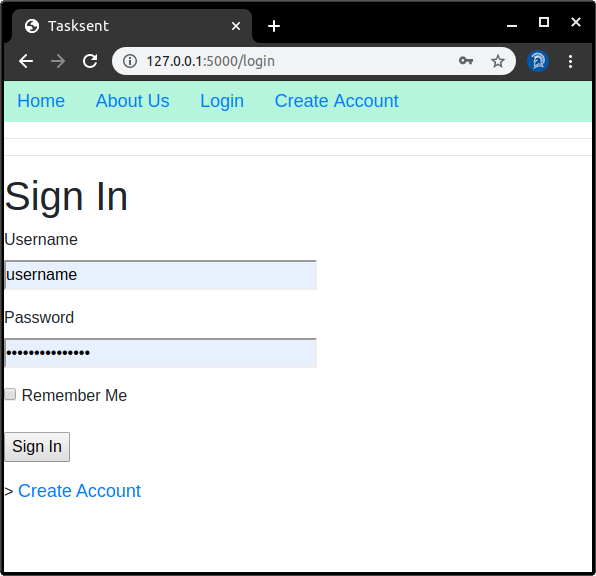 Tasksent
127.0.0.1:5000/login
Home About Us Login Create Account
Sign In
Username
username
Password
•••••••••••••••
Remember Me
Sign In
> Create Account